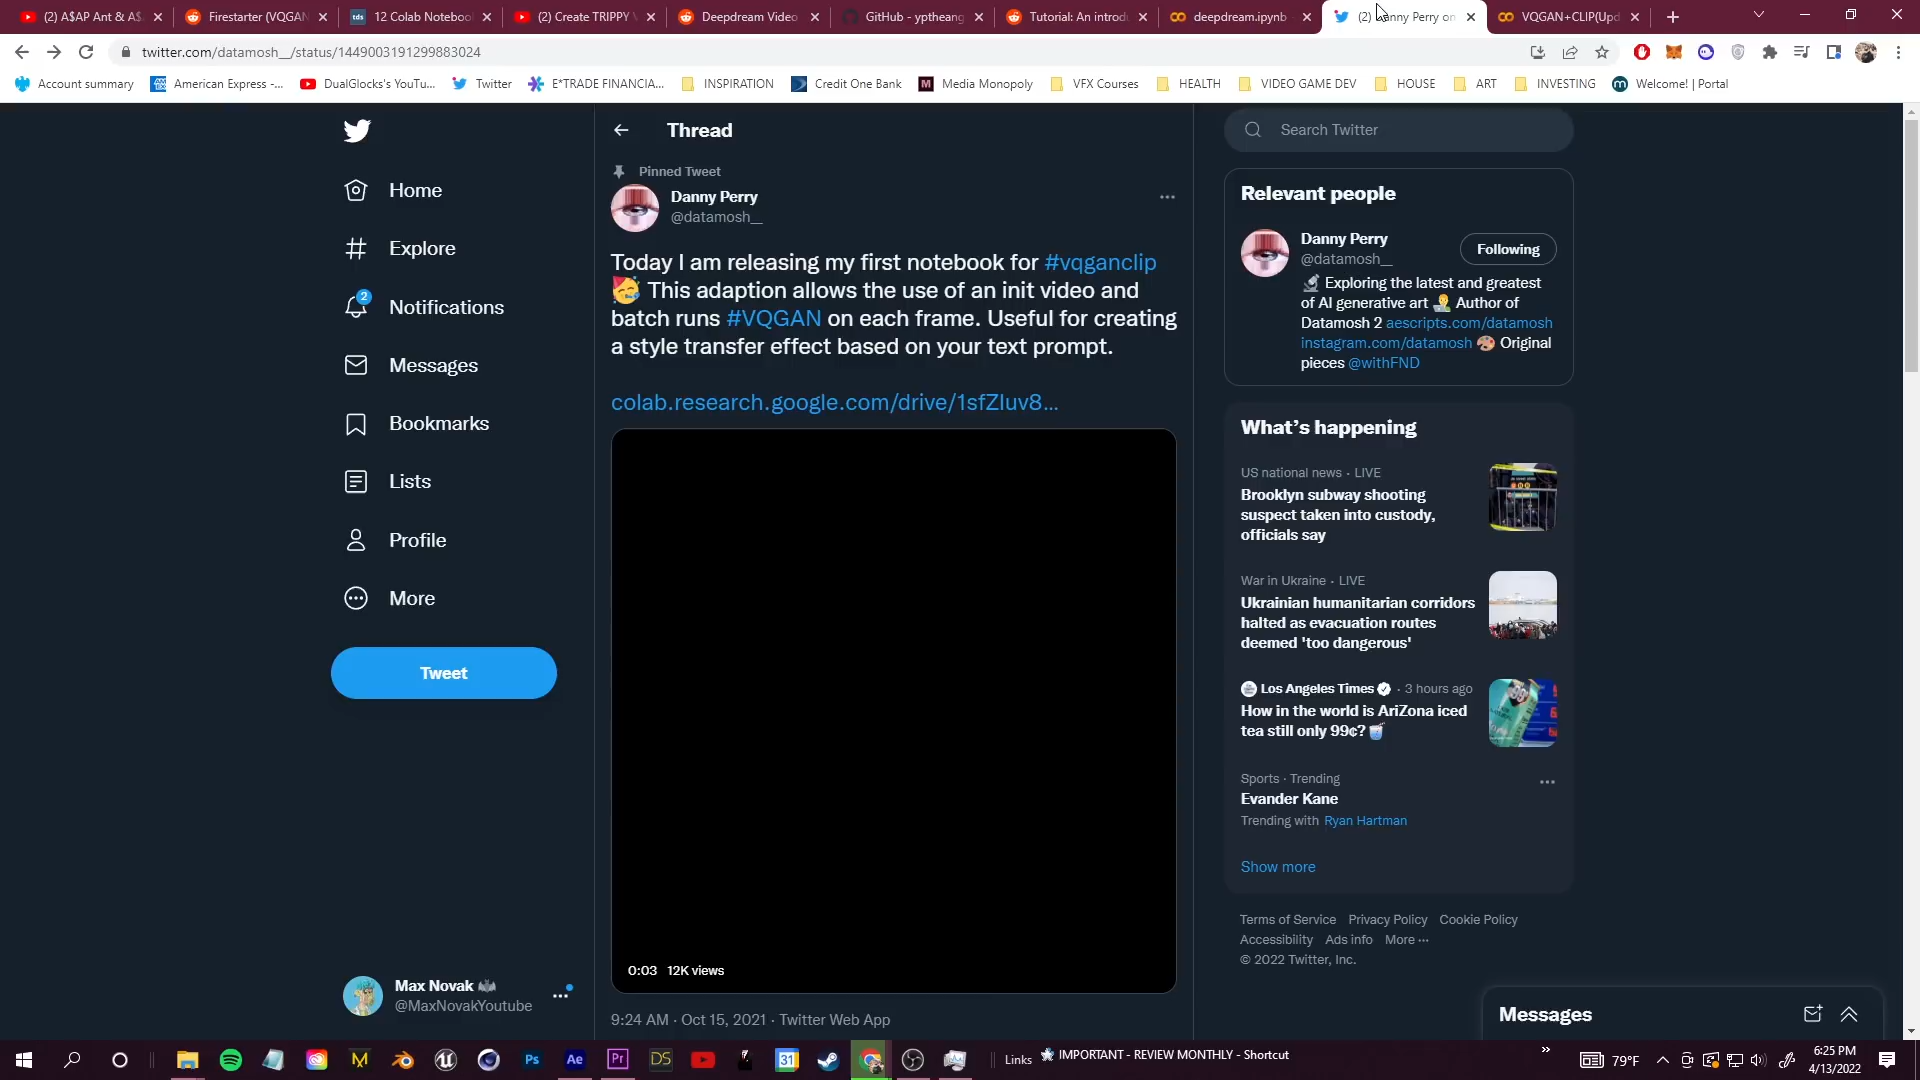 (2) A$AP Ant & A$
Firestarter (VQGAN
tds 12 Colab Noteboo
(2) Create TRIPPY
Deepdream Video
GitHub - yptheang
Tutorial: An introdu
deepdream.ipynb
(2) nny Perry on
VQGAN+CLIP(Upd
twitter.com/datamosh__/status/1449003191299883024
Account summary
American Express -...
DualGlocks's YouTu...
Twitter
E*TRADE FINANCIA...
INSPIRATION
Credit One Bank
Media Monopoly
VFX Courses
HEALTH
VIDEO GAME DEV
HOUSE
ART
INVESTING
Welcome! | Portal
Home
Explore
2
Notifications
Messages
Bookmarks
Lists
Profile
More
Tweet
Max Novak 🦇
@MaxNovakYoutube
Thread
Pinned Tweet
Danny Perry
@datamosh__
Today I am releasing my first notebook for #vqganclip
🥳 This adaption allows the use of an init video and
batch runs #VQGAN on each frame. Useful for creating
a style transfer effect based on your text prompt.
colab.research.google.com/drive/1sfZIuv8...
0:03 12K views
9:24 AM · Oct 15, 2021 · Twitter Web App
Search Twitter
Relevant people
Danny Perry
@datamosh__
Following
🔬 Exploring the latest and greatest
of AI generative art 👨‍🎨 Author of
Datamosh 2 aescripts.com/datamosh
instagram.com/datamosh 🎨 Original
pieces @withFND
What's happening
US national news · LIVE
Brooklyn subway shooting
suspect taken into custody,
officials say
War in Ukraine · LIVE
Ukrainian humanitarian corridors
halted as evacuation routes
deemed 'too dangerous'
Los Angeles Times · 3 hours ago
How in the world is AriZona iced
tea still only 99¢?🧋
Sports · Trending
Evander Kane
Trending with Ryan Hartman
Show more
Terms of Service Privacy Policy Cookie Policy
Accessibility Ads info More ···
© 2022 Twitter, Inc.
Messages
Ps
Ae
Pr
DS
31
Links
IMPORTANT - REVIEW MONTHLY - Shortcut
79°F
6:25 PM
4/13/2022